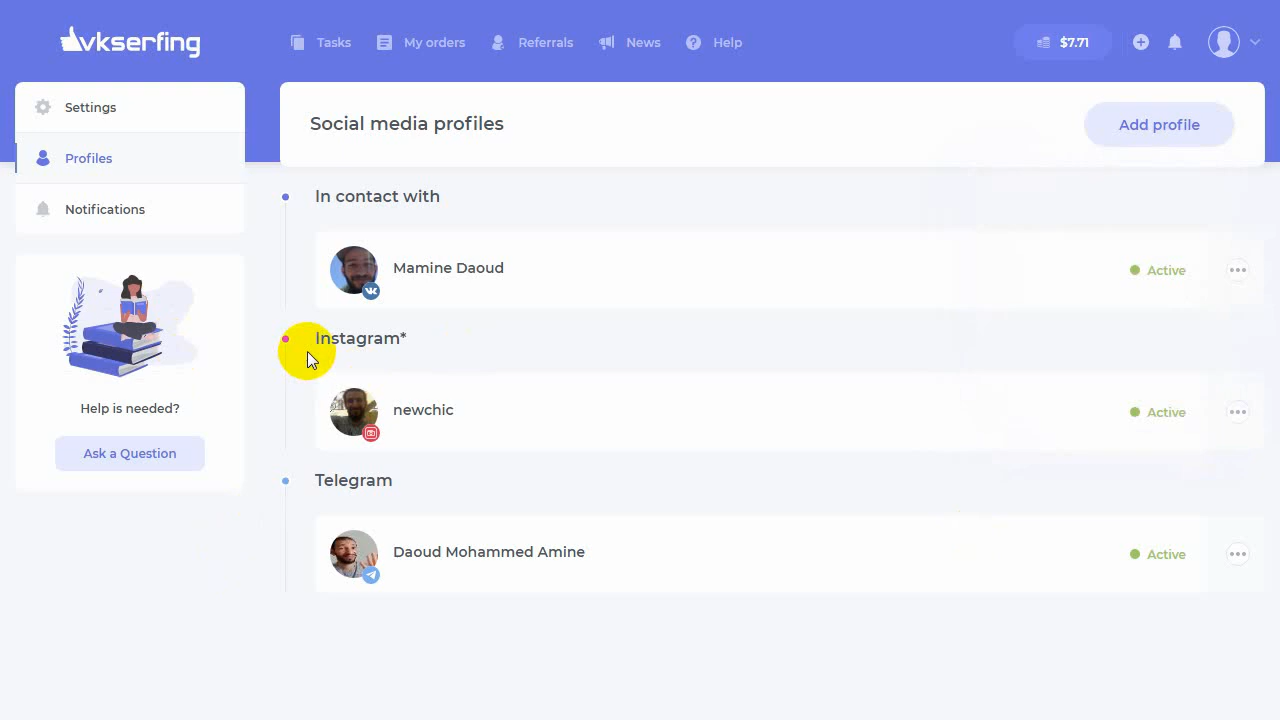 vkserfing
Tasks
My orders
Referrals
News
Help
$7.71
Settings
Profiles
Notifications
Help is needed?
Ask a Question
Social media profiles
Add profile
In contact with
Mamine Daoud
Active
Instagram*
newchic
Active
Telegram
Daoud Mohammed Amine
Active